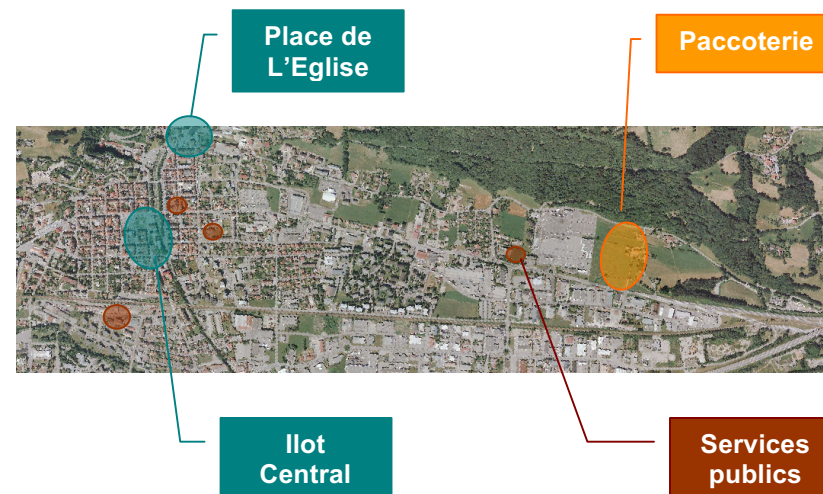 Place de
L'Eglise
Paccoterie
Ilot
Central
Services
publics